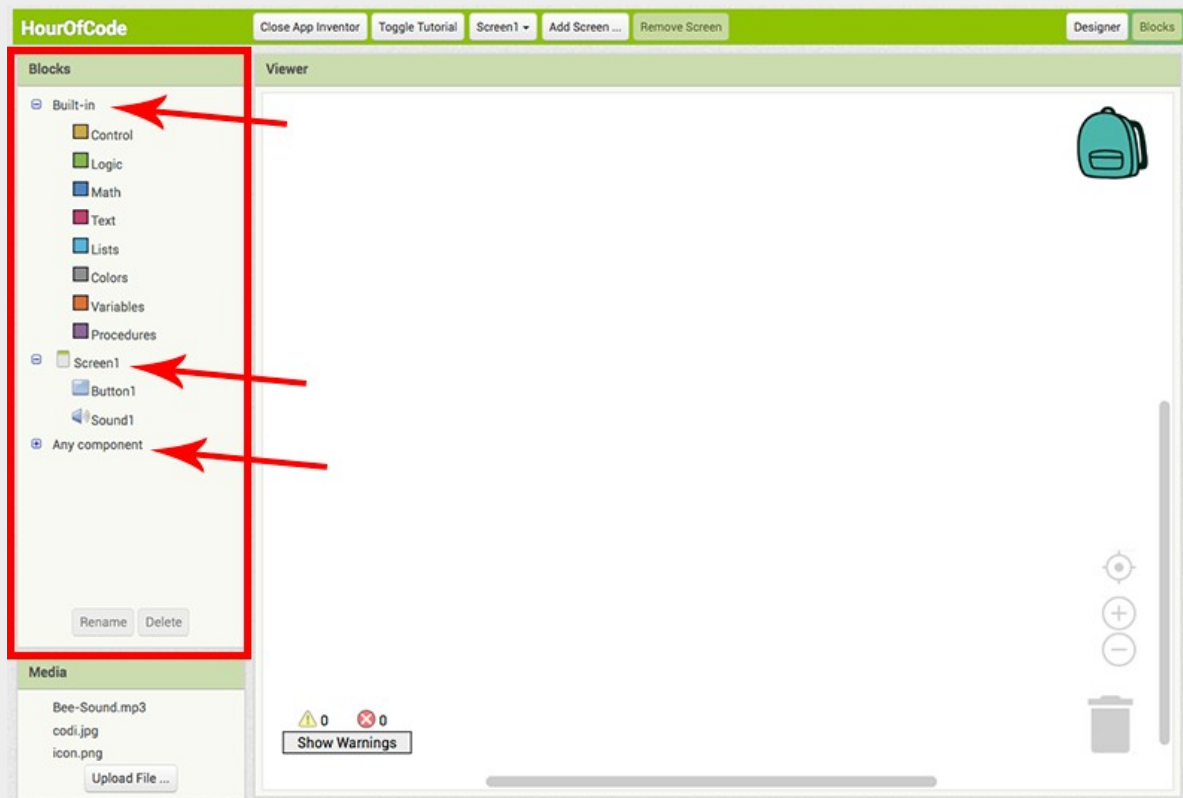 HourOfCode Close App Inventor Toggle Tutorial Screen1 Add Screen ... Remove Screen Designer Blocks
Blocks
Built-in
Control
Logic
Math
Text
Lists
Colors
Variables
Procedures
Screen1
Button1
Sound1
Any component
Rename Delete
Media
Bee-Sound.mp3
codi.jpg
icon.png
Upload File ...
Viewer
0 0
Show Warnings